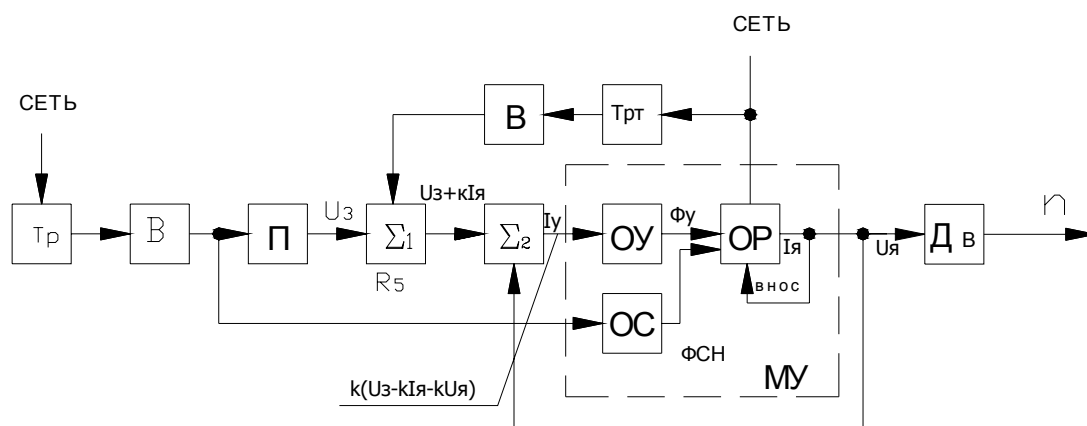 СЕТЬ
СЕТЬ
В
Трт
Uз+кIя
Тр
В
П
Uз
Σ1
Σ2
Iу
ОУ
Фу
ОР
Iя
Uя
Дв
n
R5
внос
ОС
ФСН
МУ
k(Uз-kIя-kUя)